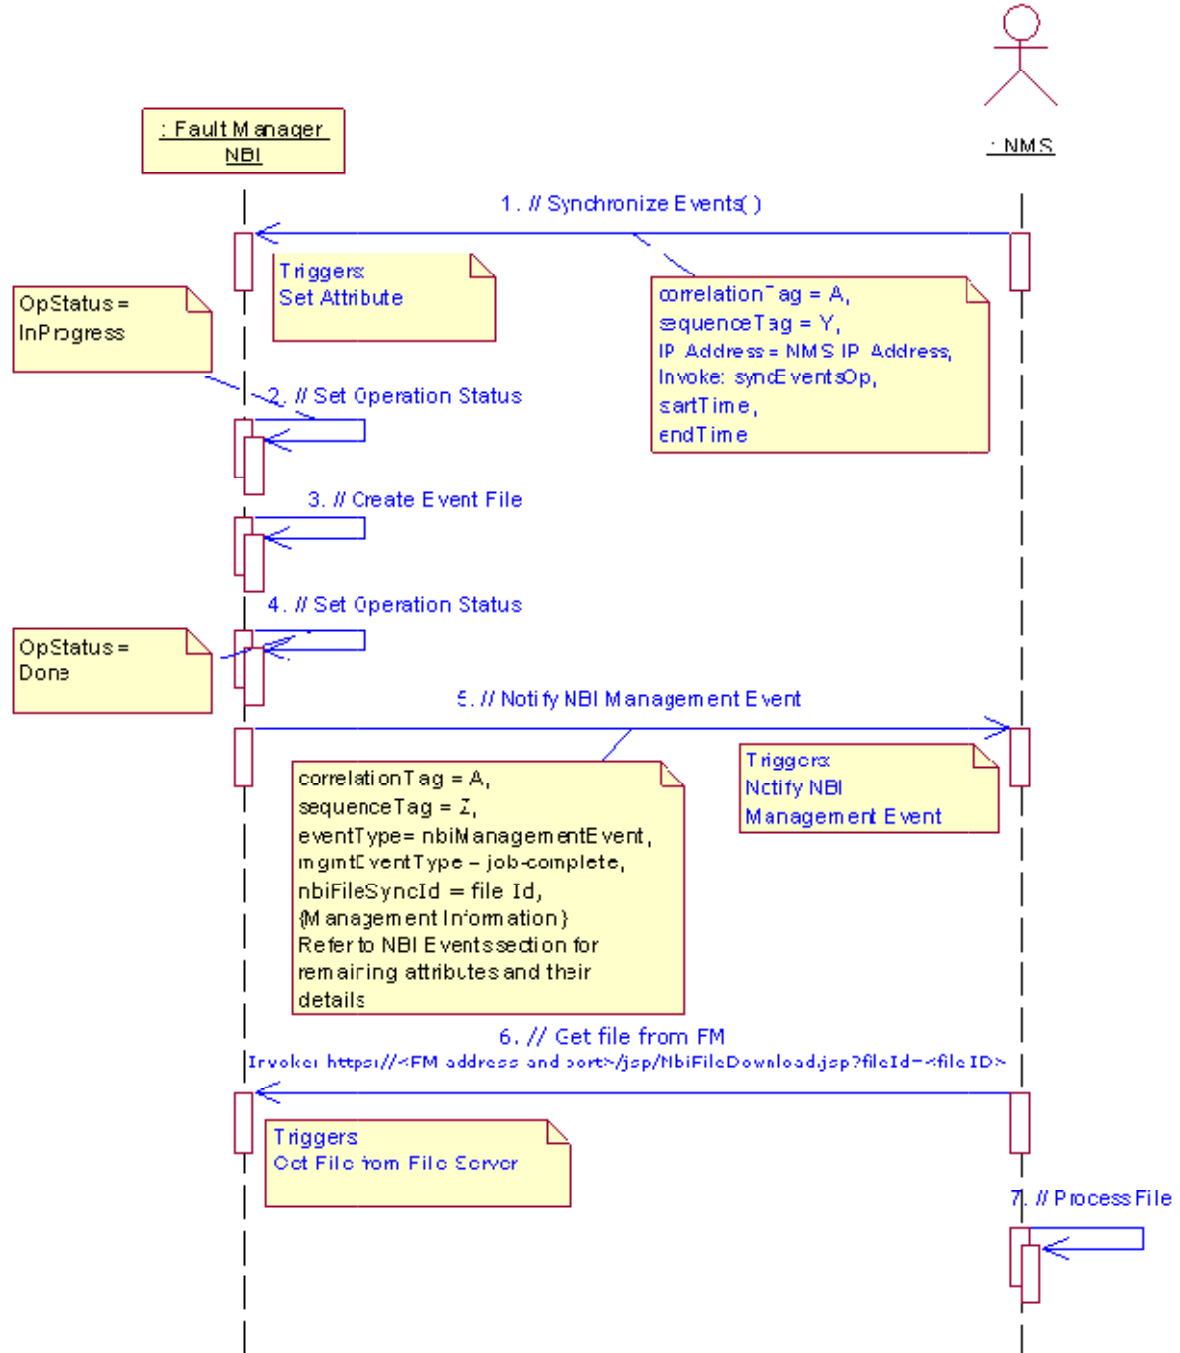 : Fault Manager
NBI
: NMS
1. // Synchronize Events( )
Triggers
Set Attribute
correlationTag = A,
sequenceTag = Y,
IP Address = NMS IP Address,
Invoke: syncEventsOp,
sartTime,
endTime
OpStatus =
InProgress
2. // Set Operation Status
3. // Create Event File
4. // Set Operation Status
OpStatus =
Done
5. // Notify NBI Management Event
Triggers
Notify NBI
Management Event
correlationTag = A,
sequenceTag = Z,
eventType= nbiManagementEvent,
mgmtEventType = job-complete,
nbiFileSyncId = file Id,
{Management Information}
Refer to NBI Events section for
remaining attributes and their
details
6. // Get file from FM
Invoke: https://<FM address and port>/jsp/NbiFileDownload.jsp?fileId=<file ID>
Triggers
Get File from File Server
7. // Process File